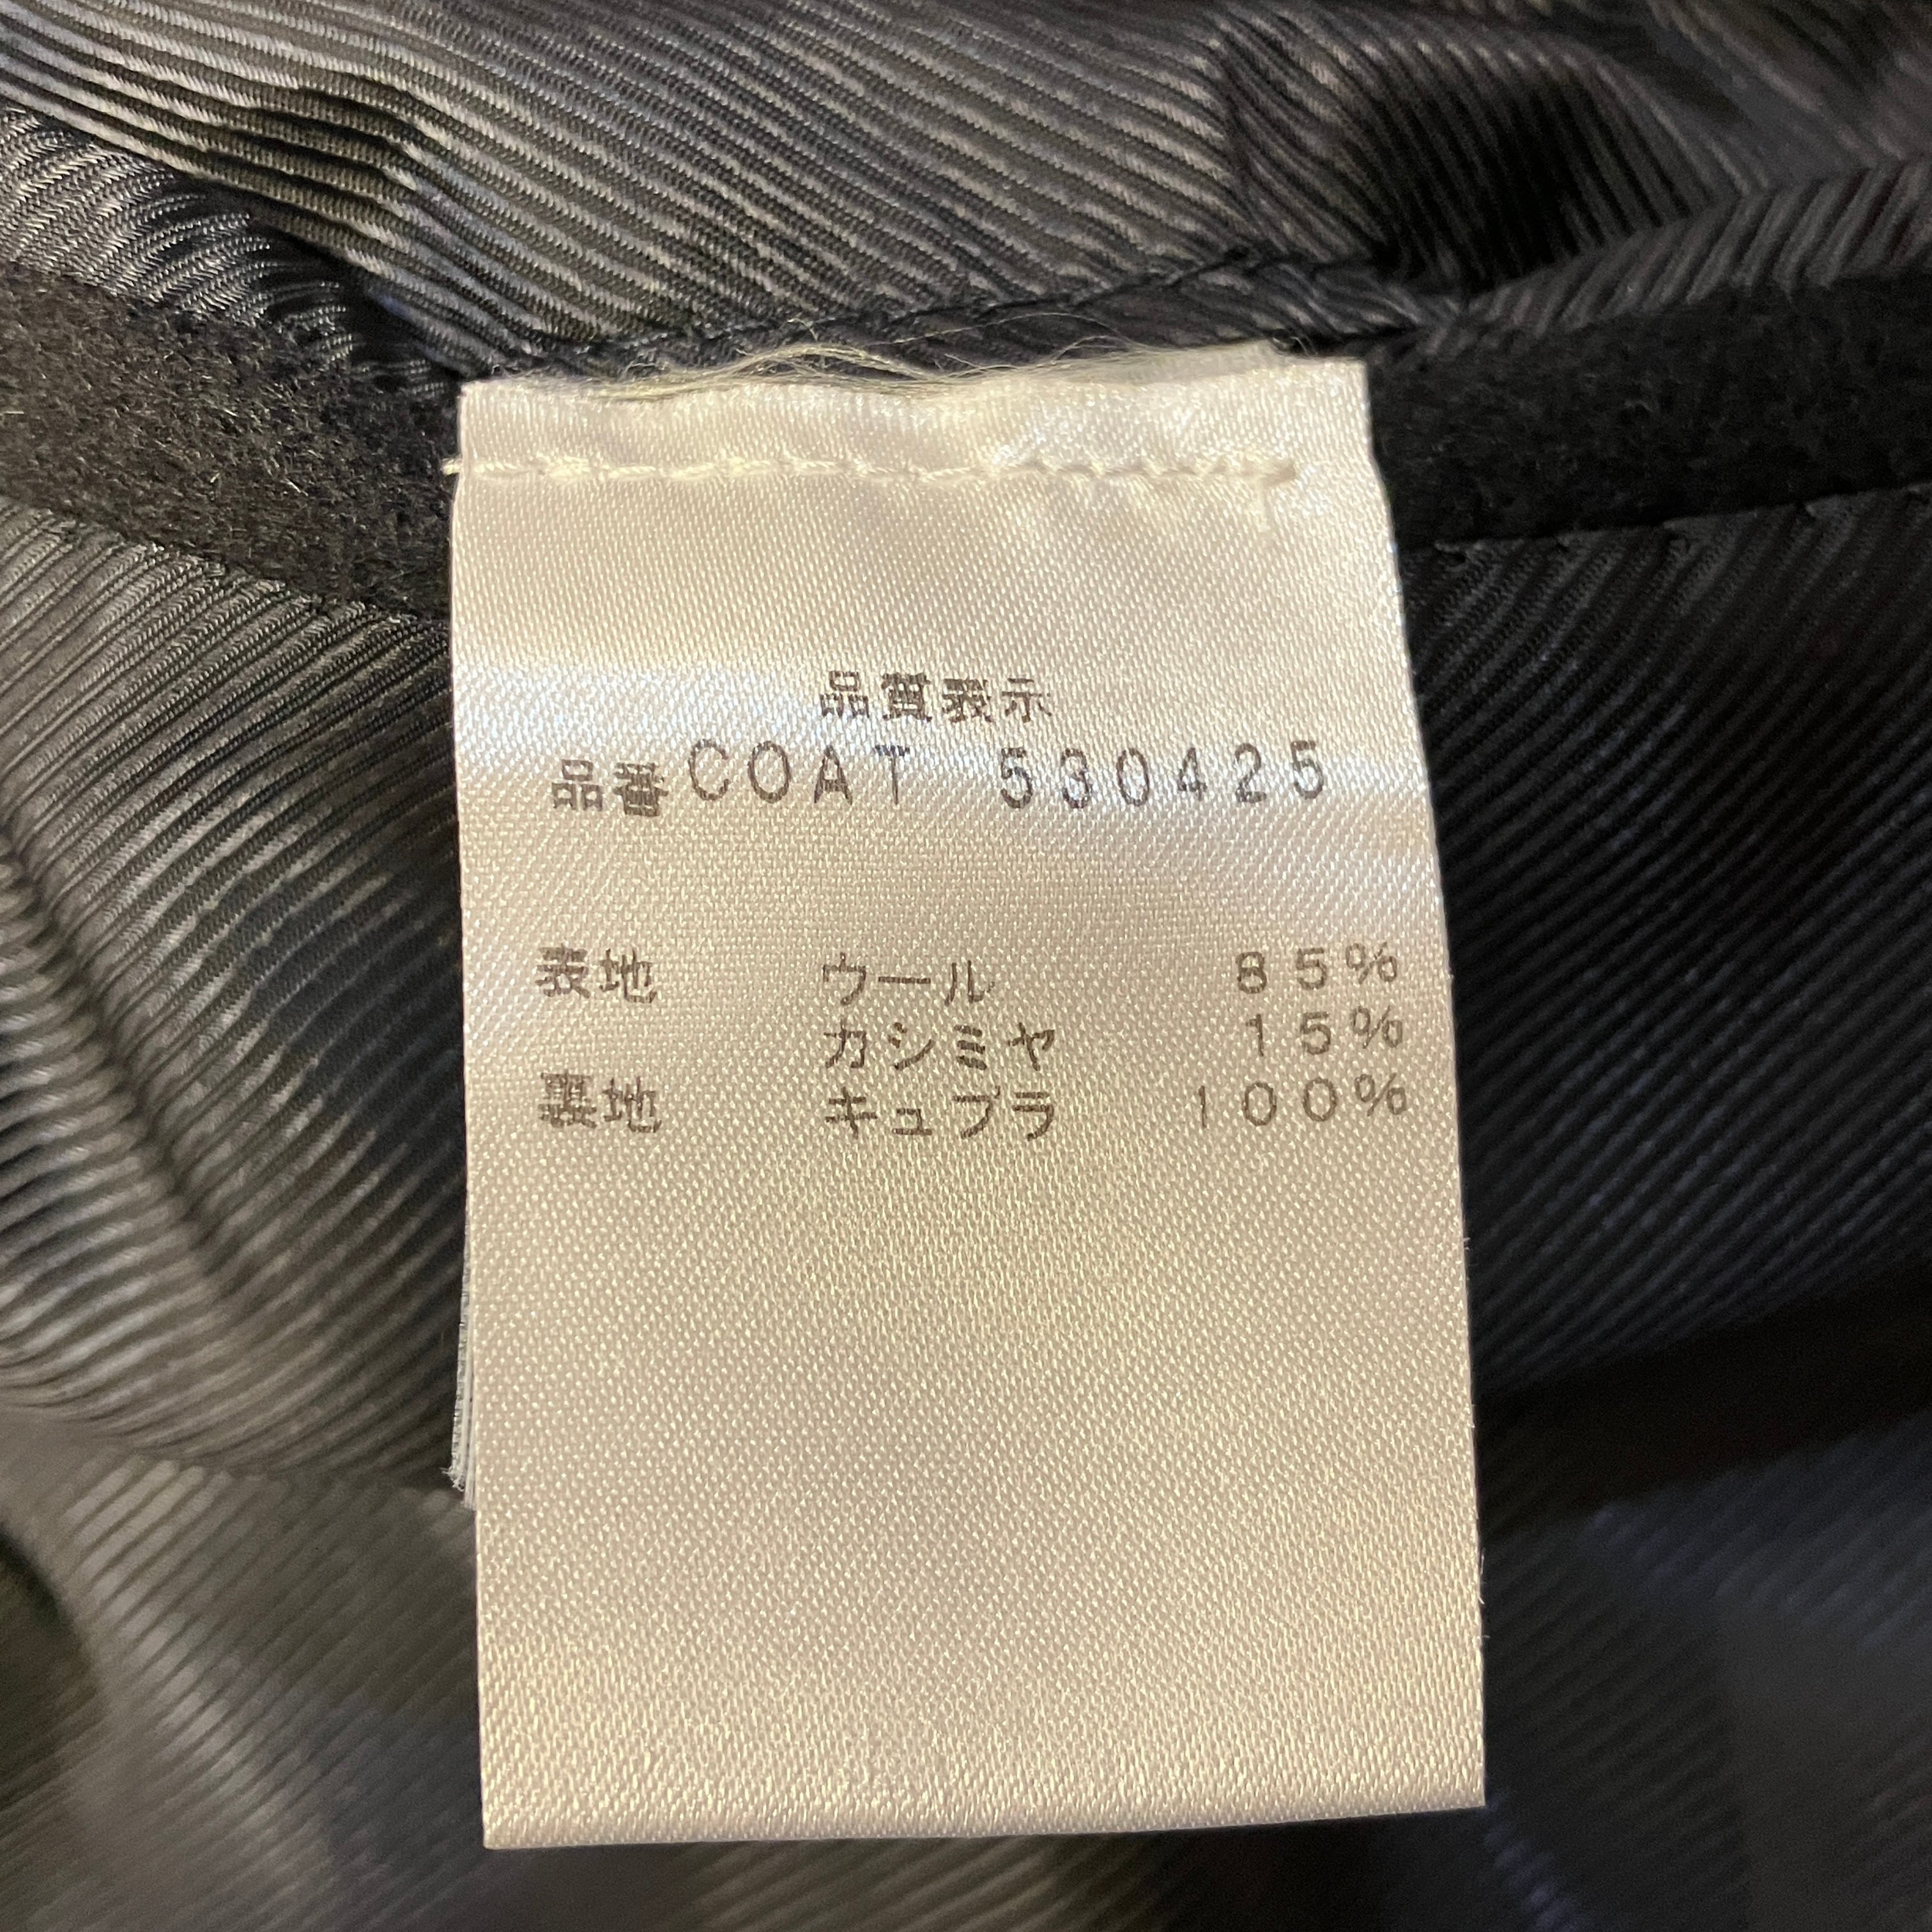 品質表示
品番COAT 530425
表地 ウール 85%
カシミヤ 15%
裏地 キュプラ 100%